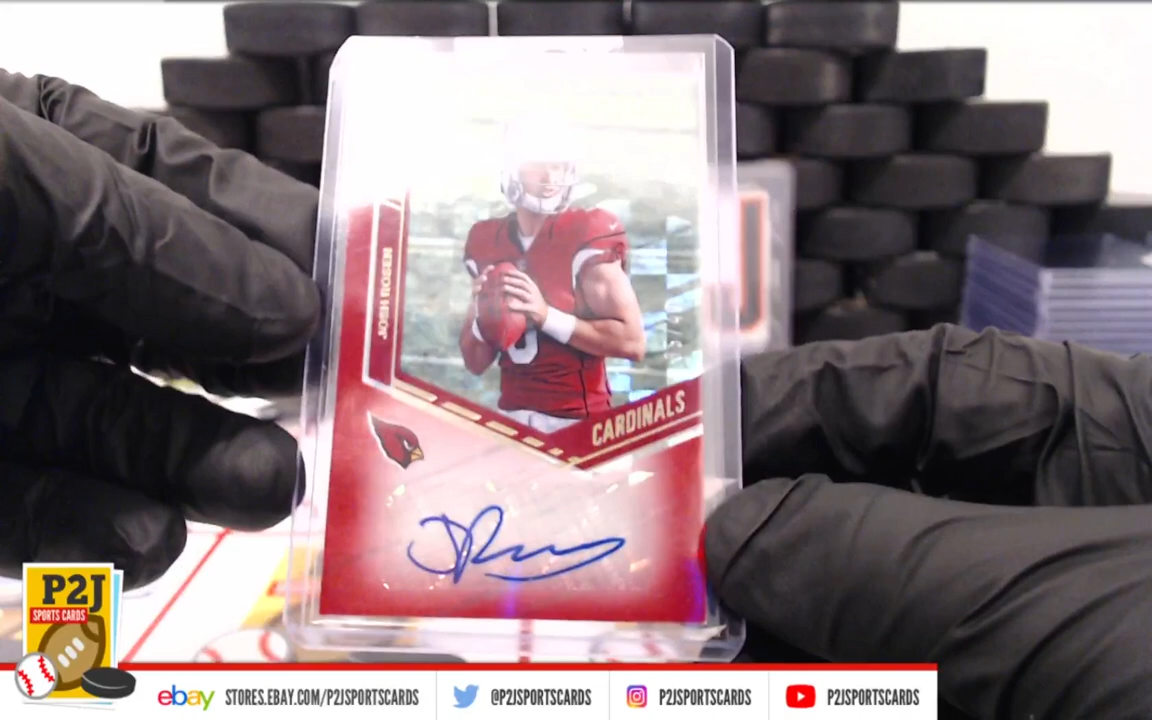 JOSH ROSEN
CARDINALS
P2J
SPORTS CARDS
ebay STORES.EBAY.COM/P2JSPORTSCARDS
@P2JSPORTSCARDS
P2JSPORTSCARDS
P2JSPORTSCARDS